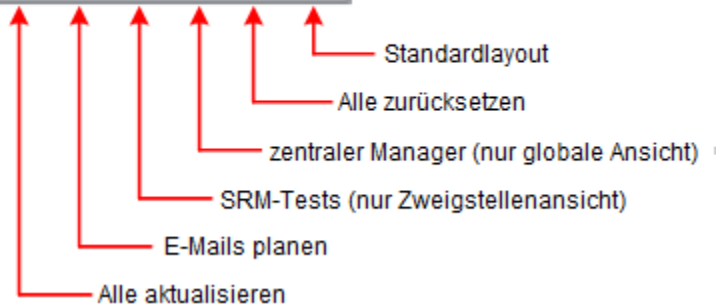 Standardlayout
Alle zurücksetzen
zentraler Manager (nur globale Ansicht)
SRM-Tests (nur Zweigstellenansicht)
E-Mails planen
Alle aktualisieren